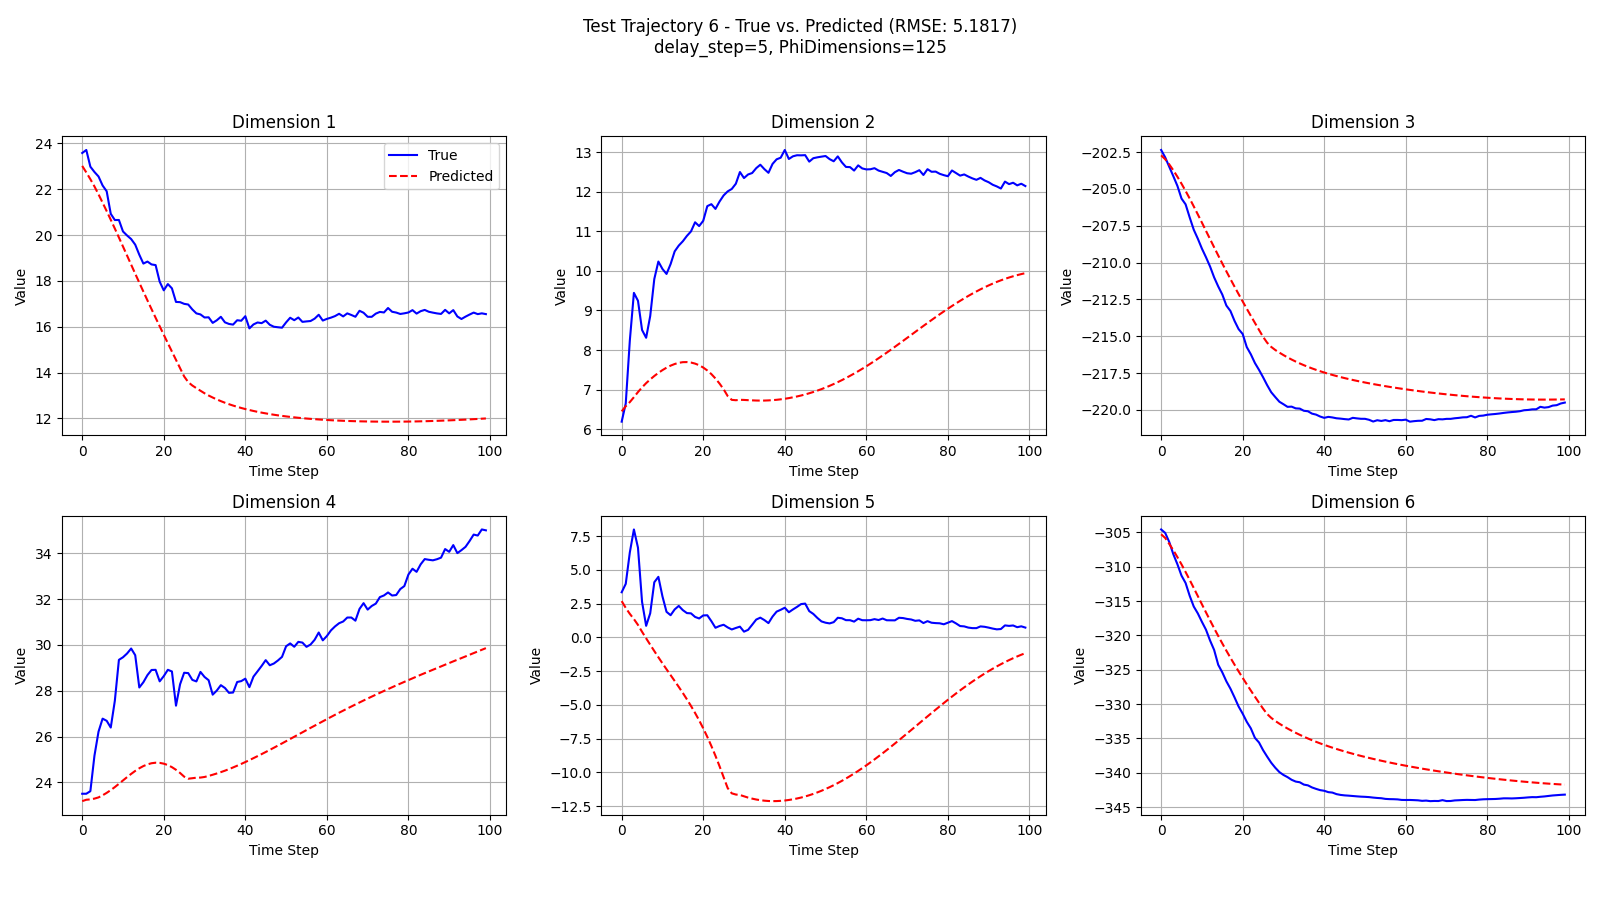 Test Trajectory 6 - True vs. Predicted (RMSE: 5.1817)
delay_step=5, PhiDimensions=125
Dimension 1
24
22
20
18
16
14
12
0 20 40 60 80 100
Value
Time Step
True
Predicted
Dimension 2
13
12
11
10
9
8
7
6
0 20 40 60 80 100
Value
Time Step
Dimension 3
−202.5
−205.0
−207.5
−210.0
−212.5
−215.0
−217.5
−220.0
0 20 40 60 80 100
Value
Time Step
Dimension 4
34
32
30
28
26
24
0 20 40 60 80 100
Value
Time Step
Dimension 5
7.5
5.0
2.5
0.0
−2.5
−5.0
−7.5
−10.0
−12.5
0 20 40 60 80 100
Value
Time Step
Dimension 6
−305
−310
−315
−320
−325
−330
−335
−340
−345
0 20 40 60 80 100
Value
Time Step